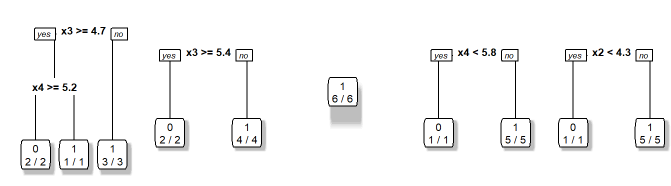 yes x3 >= 4.7 no
x4 >= 5.2
0
2 / 2
1
1 / 1
1
3 / 3
yes x3 >= 5.4 no
0
2 / 2
1
4 / 4
1
6 / 6
yes x4 < 5.8 no
0
1 / 1
1
5 / 5
yes x2 < 4.3 no
0
1 / 1
1
5 / 5